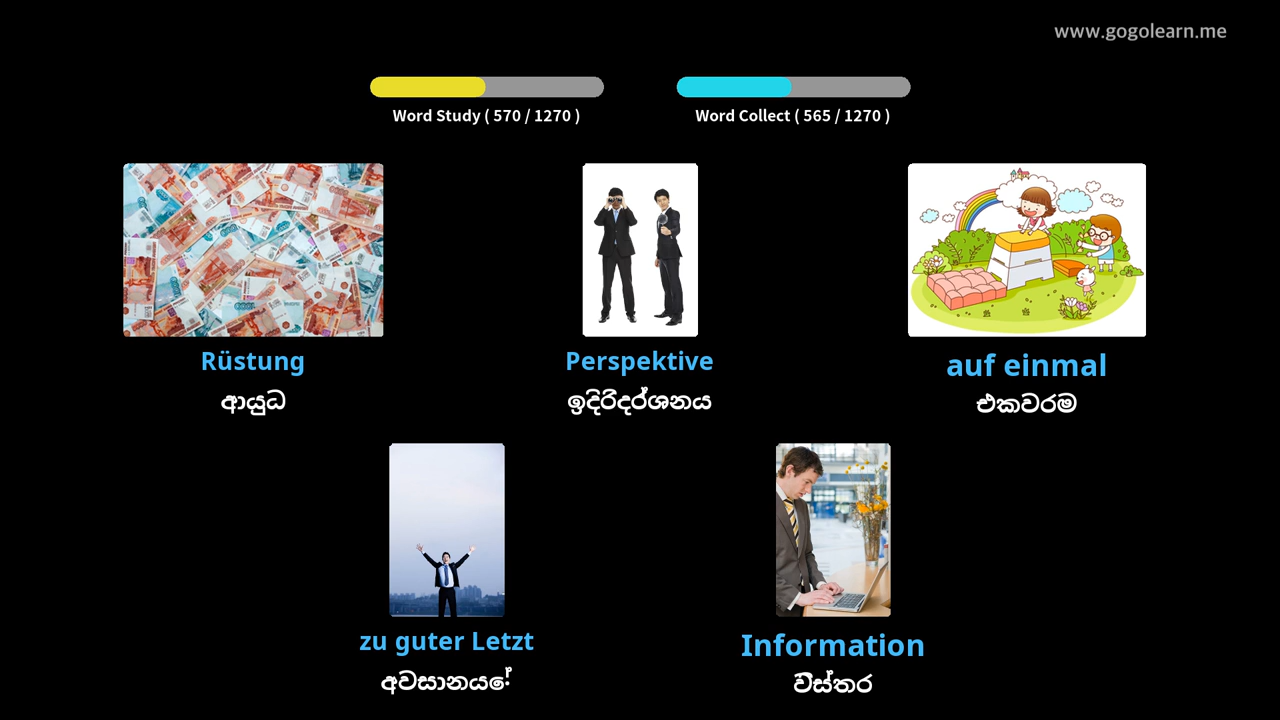 www.gogolearn.me
Word Study ( 570 / 1270 )
Word Collect ( 565 / 1270 )
Rüstung
ආයුධ
Perspektive
ඉදිරිදර්ශනය
auf einmal
එකවරම
zu guter Letzt
අවසානයේ!
Information
විස්තර